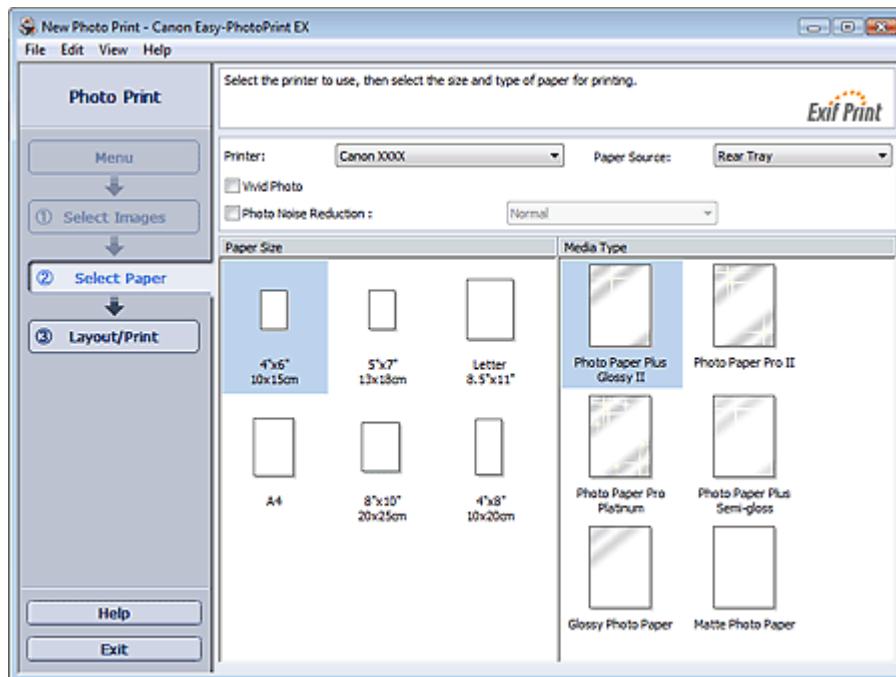 New Photo Print - Canon Easy-PhotoPrint EX
File Edit View Help
Photo Print
Select the printer to use, then select the size and type of paper for printing.
Exif Print
Menu
Printer: Canon XXXX Paper Source: Rear Tray
Vivid Photo
① Select Images
Photo Noise Reduction : Normal
Paper Size Media Type
② Select Paper
③ Layout/Print
4"x6"
10x15cm
5"x7"
13x18cm
Letter
8.5"x11"
Photo Paper Plus
Glossy II
Photo Paper Pro II
A4
8"x10"
20x25cm
4"x8"
10x20cm
Photo Paper Pro
Platinum
Photo Paper Plus
Semi-gloss
Glossy Photo Paper
Matte Photo Paper
Help
Exit